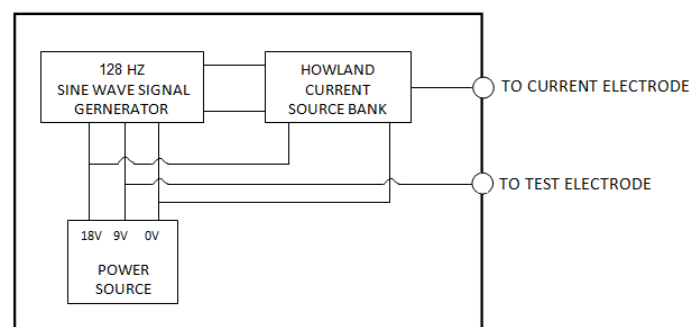 128 HZ
SINE WAVE SIGNAL
GERNERATOR
HOWLAND
CURRENT
SOURCE BANK
TO CURRENT ELECTRODE
TO TEST ELECTRODE
18V 9V 0V
POWER
SOURCE